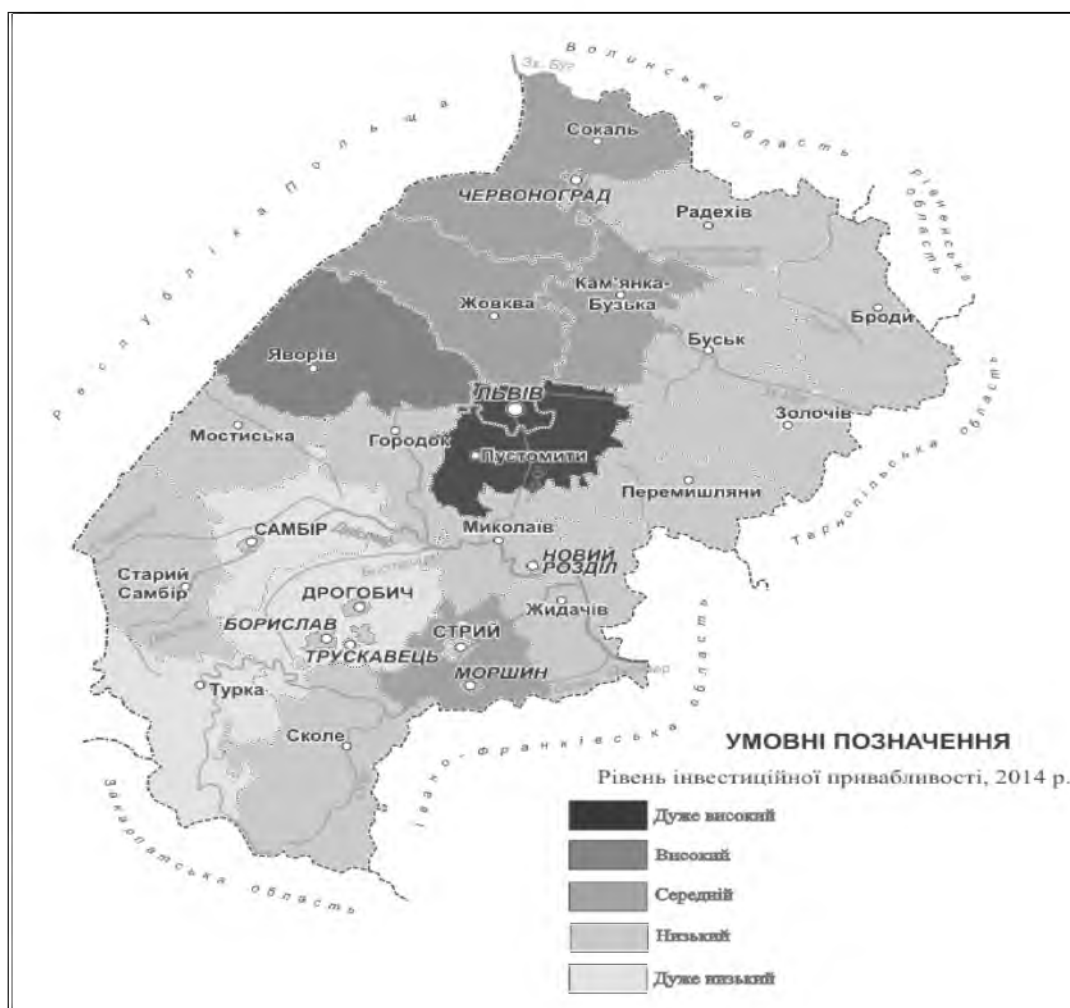 Волинська область
Зх. Буг
Республіка Польща
Сокаль
ЧЕРВОНОГРАД
Рівненська область
Радехів
Кам'янка-
Бузька
Жовква
Броди
Буськ
Яворів
ЛЬВІВ
Золочів
Мостиська
Городок
Пустомити
Перемишляни
Тернопільська область
САМБІР
Дністер
Миколаїв
Старий
Самбір
НОВИЙ
РОЗДІЛ
ДРОГОБИЧ
Жидачів
БОРИСЛАВ
СТРИЙ
ТРУСКАВЕЦЬ
МОРШИН
Турка
Сколе
Івано-Франківська область
Закарпатська область
УМОВНІ ПОЗНАЧЕННЯ
Рівень інвестиційної привабливості, 2014 р.
Дуже високий
Високий
Середній
Низький
Дуже низький